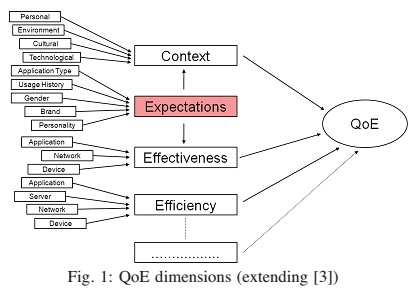 Personal
Environment
Cultural
Technological
Context
Application Type
Usage History
Gender
Brand
Personality
Expectations
QoE
Application
Network
Device
Effectiveness
Application
Server
Network
Device
Efficiency
.................
Fig. 1: QoE dimensions (extending [3])